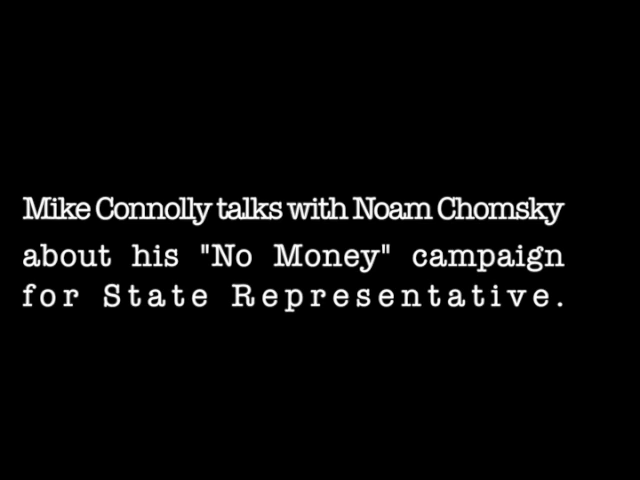 Mike Connolly talks with Noam Chomsky
about his "No Money" campaign
for State Representative.